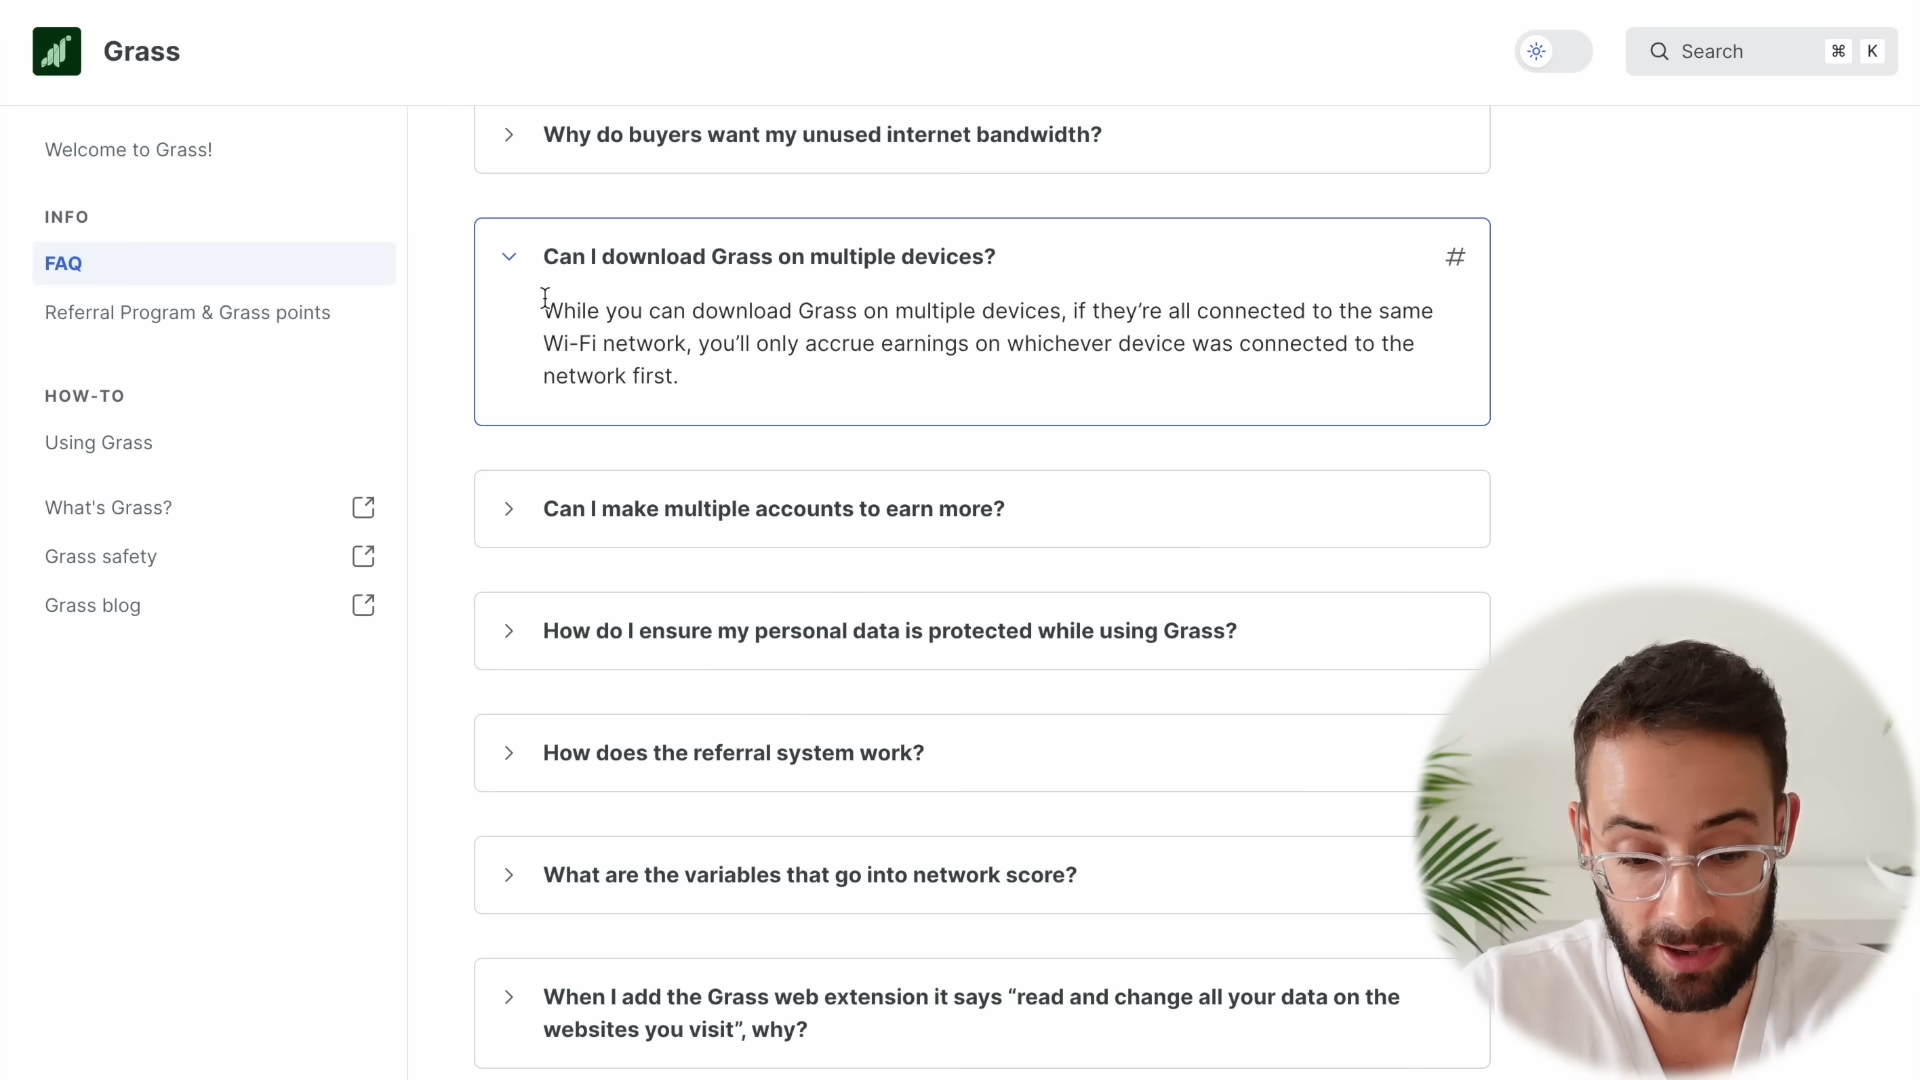 Grass
Search
⌘ K
Welcome to Grass!
INFO
FAQ
Referral Program & Grass points
HOW-TO
Using Grass
What's Grass?
Grass safety
Grass blog
Why do buyers want my unused internet bandwidth?
Can I download Grass on multiple devices?
#
While you can download Grass on multiple devices, if they’re all connected to the same
Wi-Fi network, you’ll only accrue earnings on whichever device was connected to the
network first.
Can I make multiple accounts to earn more?
How do I ensure my personal data is protected while using Grass?
How does the referral system work?
What are the variables that go into network score?
When I add the Grass web extension it says “read and change all your data on the
websites you visit”, why?